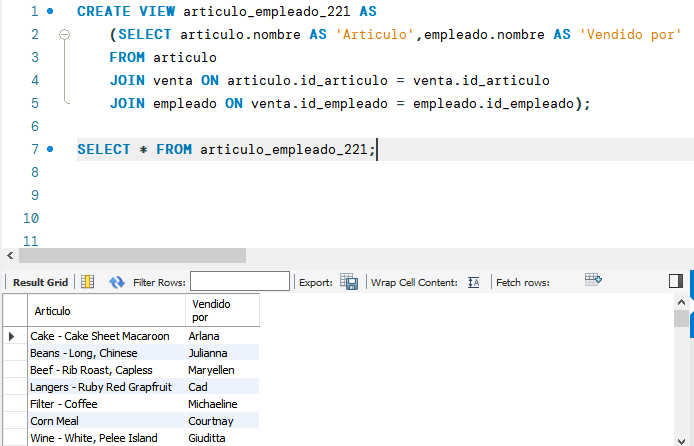 1 CREATE VIEW articulo_empleado_221 AS
2 (SELECT articulo.nombre AS 'Articulo',empleado.nombre AS 'Vendido por'
3 FROM articulo
4 JOIN venta ON articulo.id_articulo = venta.id_articulo
5 JOIN empleado ON venta.id_empleado = empleado.id_empleado);
6
7 SELECT * FROM articulo_empleado_221;
8
9
10
11
Result Grid Filter Rows: Export: Wrap Cell Content: Fetch rows:
Articulo Vendido por
Cake - Cake Sheet Macaroon Arlana
Beans - Long, Chinese Julianna
Beef - Rib Roast, Capless Maryellen
Langers - Ruby Red Grapfruit Cad
Filter - Coffee Michaeline
Corn Meal Courtnay
Wine - White, Pelee Island Giuditta